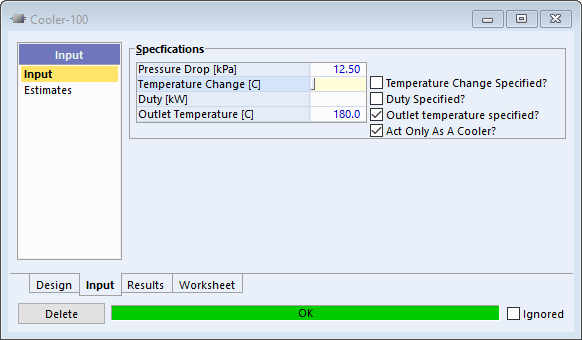 Cooler-100
Input
Input
Estimates
Specfications
Pressure Drop [kPa] 12.50
Temperature Change [C] Temperature Change Specified?
Duty [kW] Duty Specified?
Outlet Temperature [C] 180.0 Outlet temperature specified?
Act Only As A Cooler?
Design Input Results Worksheet
Delete OK Ignored